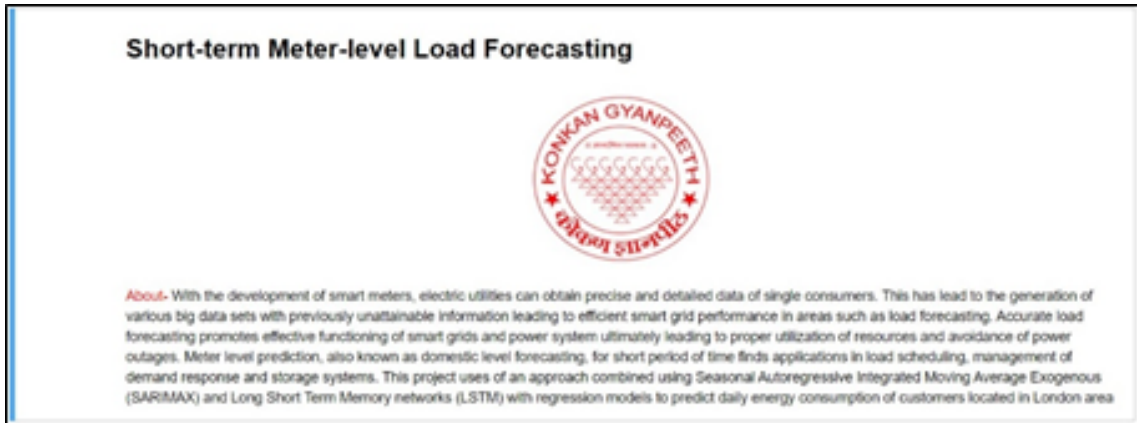 Short-term Meter-level Load Forecasting
KONKAN GYANPEETH
कोंकण ज्ञानपीठ
About- With the development of smart meters, electric utilities can obtain precise and detailed data of single consumers. This has lead to the generation of
various big data sets with previously unattainable information leading to efficient smart grid performance in areas such as load forecasting. Accurate load
forecasting promotes effective functioning of smart grids and power system ultimately leading to proper utilization of resources and avoidance of power
outages. Meter level prediction, also known as domestic level forecasting, for short period of time finds applications in load scheduling, management of
demand response and storage systems. This project uses of an approach combined using Seasonal Autoregressive Integrated Moving Average Exogenous
(SARIMAX) and Long Short Term Memory networks (LSTM) with regression models to predict daily energy consumption of customers located in London area